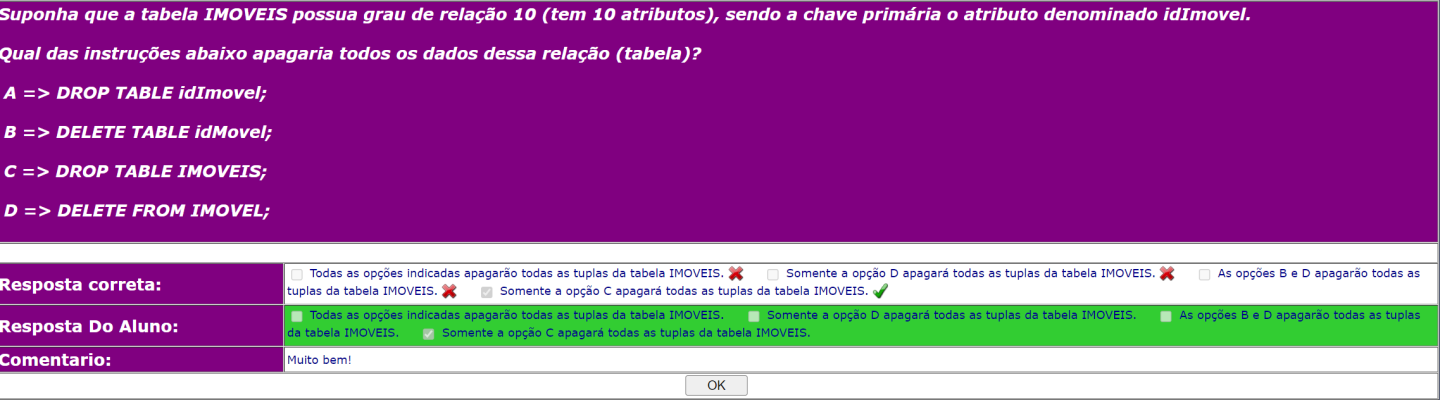 Suponha que a tabela IMOVEIS possua grau de relação 10 (tem 10 atributos), sendo a chave primária o atributo denominado idImovel.
Qual das instruções abaixo apagaria todos os dados dessa relação (tabela)?
A => DROP TABLE idImovel;
B => DELETE TABLE idMovel;
C => DROP TABLE IMOVEIS;
D => DELETE FROM IMOVEL;
Resposta correta:
Todas as opções indicadas apagarão todas as tuplas da tabela IMOVEIS. Somente a opção D apagará todas as tuplas da tabela IMOVEIS. As opções B e D apagarão todas as
tuplas da tabela IMOVEIS. Somente a opção C apagará todas as tuplas da tabela IMOVEIS.
Resposta Do Aluno:
Todas as opções indicadas apagarão todas as tuplas da tabela IMOVEIS. Somente a opção D apagará todas as tuplas da tabela IMOVEIS. As opções B e D apagarão todas as tuplas
da tabela IMOVEIS. Somente a opção C apagará todas as tuplas da tabela IMOVEIS.
Comentario:
Muito bem!
OK